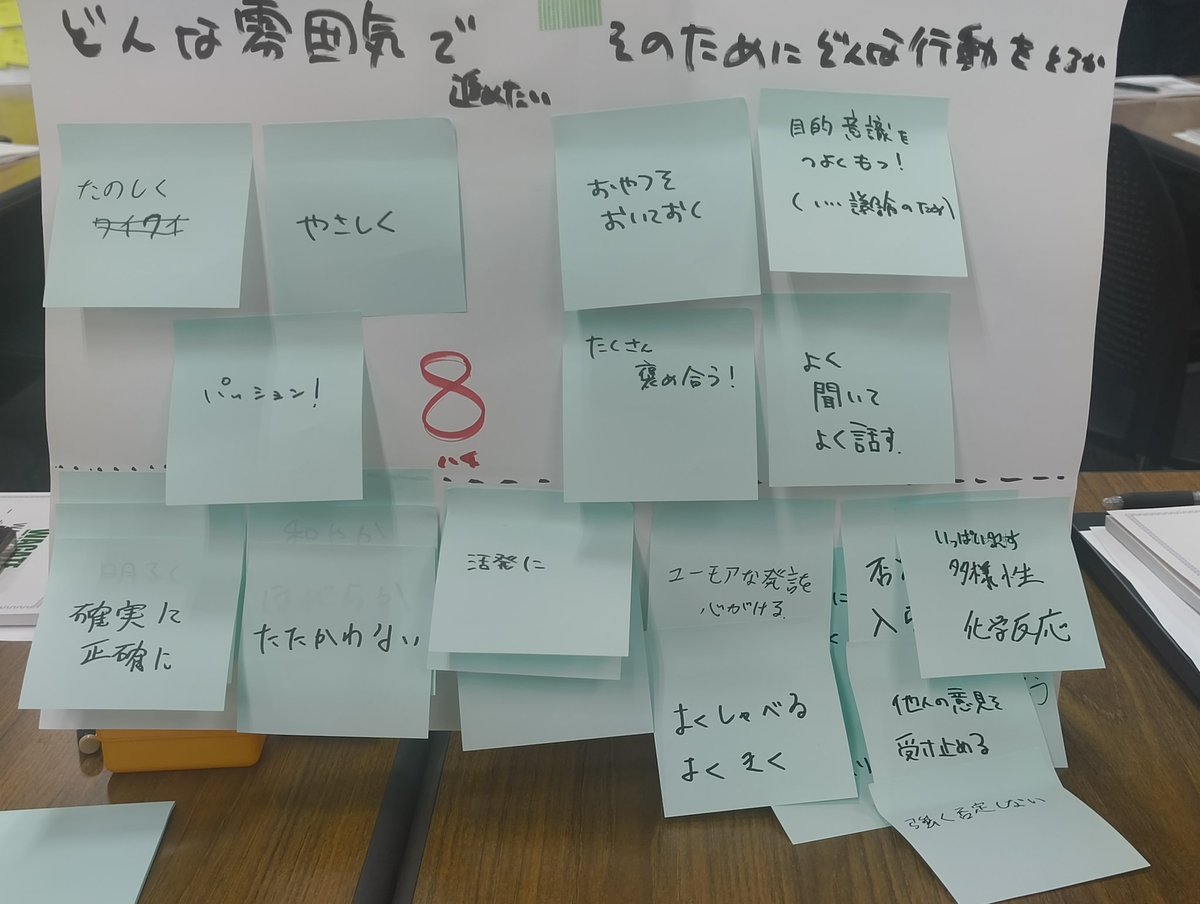 どんな雰囲気で
進めたい
そのためにどんな行動をとるか
たのしく
ワイワイ
やさしく
パッション!
8
ハチ
おやつを
おいておく
目的意識を
つよくもつ!
(いい議論のため)
たくさん
褒め合う!
よく
聞いて
よく話す.
明るく
確実に
正確に
和やか
たたかわない
活発に
ユーモアな発言を
心がける.
よくしゃべる
よくきく
いっぱい出す
多様性
化学反応
他人の意見を
受け止める
強く否定しない